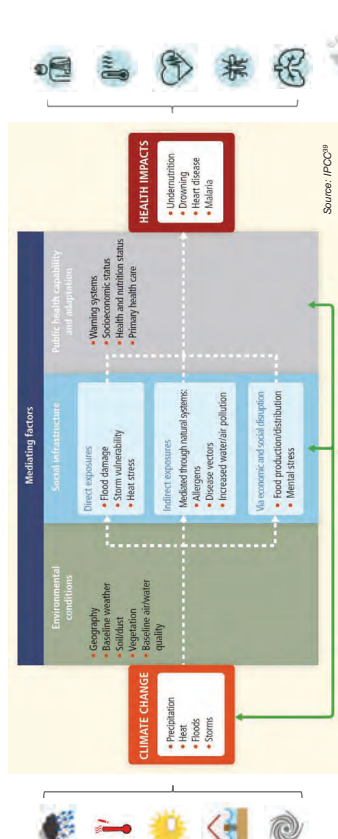 Mediating factors
Environmental
conditions
Social infrastructure
Public health capability
and adaptation
CLIMATE CHANGE
• Precipitation
• Heat
• Floods
• Storms
• Geography
• Baseline weather
• Soil/dust
• Vegetation
• Baseline air/water
quality
Direct exposures
• Flood damage
• Storm vulnerability
• Heat stress
Indirect exposures
Mediated through natural systems:
• Allergens
• Disease vectors
• Increased water/air pollution
Via economic and social disruption
• Food production/distribution
• Mental stress
• Warning systems
• Socioeconomic status
• Health and nutrition status
• Primary health care
HEALTH IMPACTS
• Undernutrition
• Drowning
• Heart disease
• Malaria
Source: IPCC³⁹